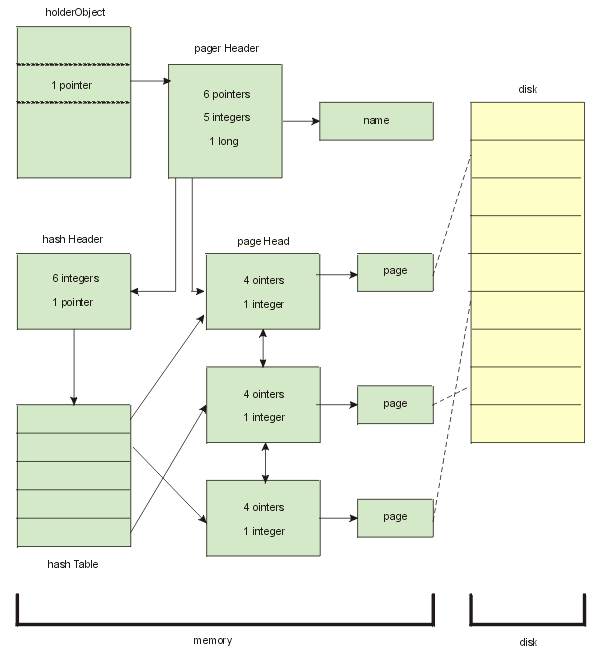 holderObject
1 pointer
pager Header
6 pointers
5 integers
1 long
name
disk
hash Header
6 integers
1 pointer
page Head
4 ointers
1 integer
page
4 ointers
1 integer
page
4 ointers
1 integer
page
hash Table
memory
disk